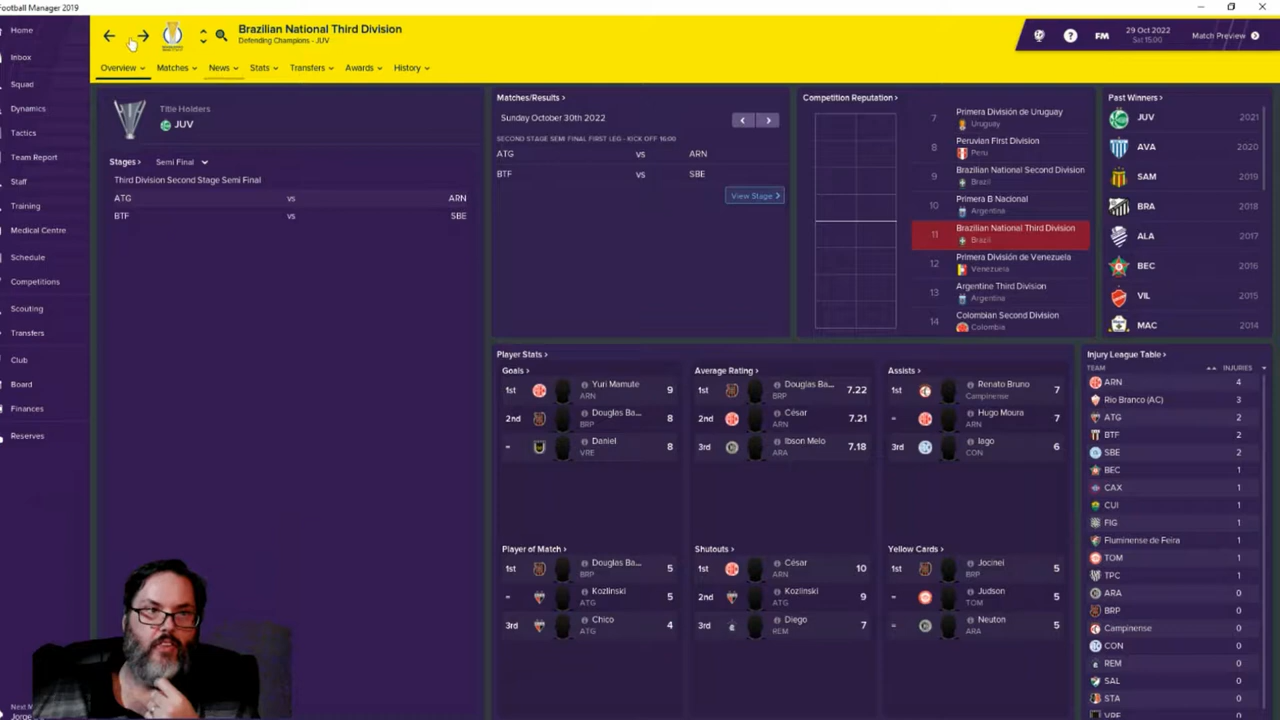 Football Manager 2019
Home
Inbox
Squad
Dynamics
Tactics
Team Report
Staff
Training
Medical Centre
Schedule
Competitions
Scouting
Transfers
Club
Board
Finances
Reserves
Next M
Jorge
Brazilian National Third Division
Defending Champions - JUV
FM
29 Oct 2022
Sat 15:00
Match Preview
Overview
Matches
News
Stats
Transfers
Awards
History
Title Holders
JUV
Stages >
Semi Final
Third Division Second Stage Semi Final
ATG vs ARN
BTF vs SBE
Matches/Results >
Sunday October 30th 2022
SECOND STAGE SEMI FINAL FIRST LEG - KICK OFF 16:00
ATG vs ARN
BTF vs SBE
View Stage >
Competition Reputation >
7 Primera División de Uruguay
Uruguay
8 Peruvian First Division
Peru
9 Brazilian National Second Division
Brazil
10 Primera B Nacional
Argentina
11 Brazilian National Third Division
Brazil
12 Primera División de Venezuela
Venezuela
13 Argentine Third Division
Argentina
14 Colombian Second Division
Colombia
Past Winners >
JUV 2021
AVA 2020
SAM 2019
BRA 2018
ALA 2017
BEC 2016
VIL 2015
MAC 2014
Player Stats >
Goals >
1st Yuri Mamute 9
ARN
2nd Douglas Ba... 8
BRP
= Daniel 8
VRE
Average Rating >
1st Douglas Ba... 7.22
BRP
2nd César 7.21
ARN
3rd Ibson Melo 7.18
ARA
Assists >
1st Renato Bruno 7
Campinense
= Hugo Moura 7
ARN
3rd Iago 6
CON
Player of Match >
1st Douglas Ba... 5
BRP
= Kozlinski 5
ATG
3rd Chico 4
ATG
Shutouts >
1st César 10
ARN
2nd Kozlinski 9
ATG
3rd Diego 7
REM
Yellow Cards >
1st Jocinei 5
BRP
= Judson 5
TOM
= Neuton 5
ARA
Injury League Table >
TEAM INJURIES
ARN 4
Rio Branco (AC) 3
ATG 2
BTF 2
SBE 2
BEC 1
CAX 1
CUI 1
FIG 1
Fluminense de Feira 1
TOM 1
TPC 1
ARA 0
BRP 0
Campinense 0
CON 0
REM 0
SAL 0
STA 0
VRE 0